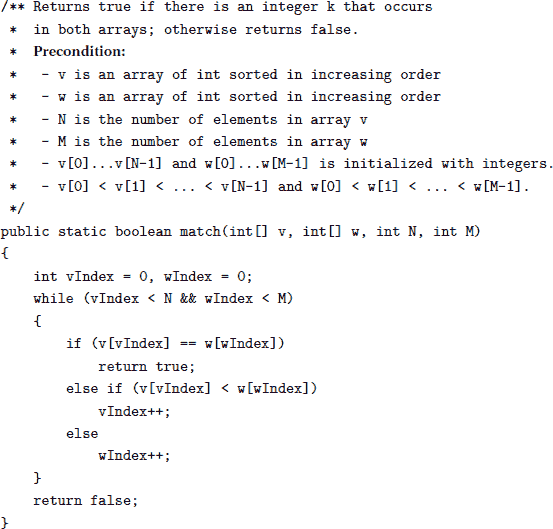 /** Returns true if there is an integer k that occurs
 *  in both arrays; otherwise returns false.
 *  Precondition:
 *   - v is an array of int sorted in increasing order
 *   - w is an array of int sorted in increasing order
 *   - N is the number of elements in array v
 *   - M is the number of elements in array w
 *   - v[0]...v[N-1] and w[0]...w[M-1] is initialized with integers.
 *   - v[0] < v[1] < ... < v[N-1] and w[0] < w[1] < ... < w[M-1].
 */
public static boolean match(int[] v, int[] w, int N, int M)
{
    int vIndex = 0, wIndex = 0;
    while (vIndex < N && wIndex < M)
    {
        if (v[vIndex] == w[wIndex])
            return true;
        else if (v[vIndex] < w[wIndex])
            vIndex++;
        else
            wIndex++;
    }
    return false;
}